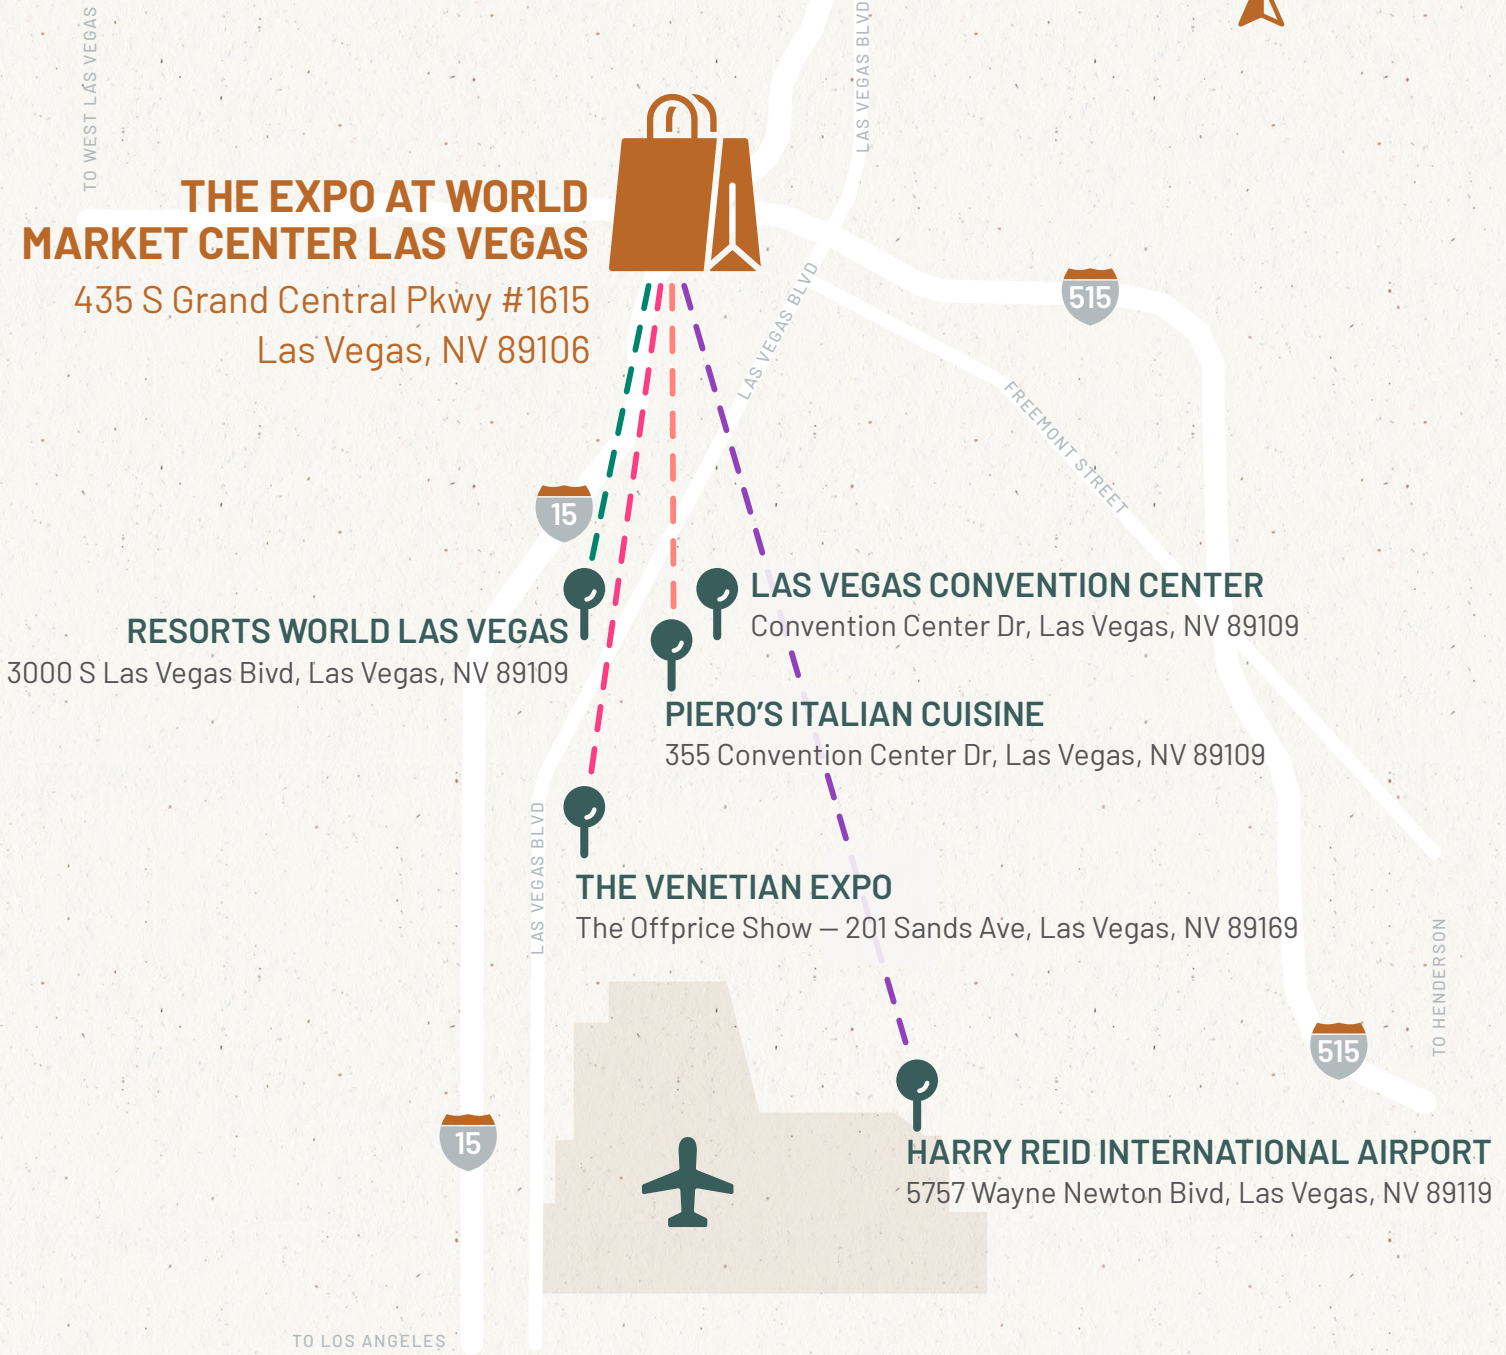 TO WEST LAS VEGAS
LAS VEGAS BLVD
THE EXPO AT WORLD
MARKET CENTER LAS VEGAS
435 S Grand Central Pkwy #1615
Las Vegas, NV 89106
LAS VEGAS BLVD
515
FREEMONT STREET
15
LAS VEGAS CONVENTION CENTER
Convention Center Dr, Las Vegas, NV 89109
RESORTS WORLD LAS VEGAS
3000 S Las Vegas Bivd, Las Vegas, NV 89109
PIERO’S ITALIAN CUISINE
355 Convention Center Dr, Las Vegas, NV 89109
LAS VEGAS BLVD
THE VENETIAN EXPO
The Offprice Show — 201 Sands Ave, Las Vegas, NV 89169
TO HENDERSON
515
15
HARRY REID INTERNATIONAL AIRPORT
5757 Wayne Newton Bivd, Las Vegas, NV 89119
TO LOS ANGELES